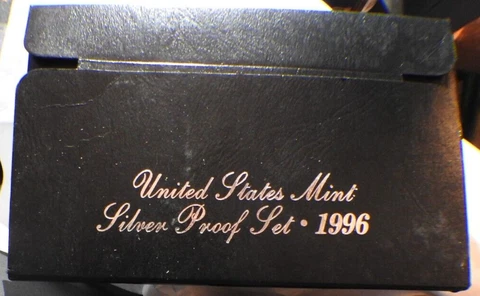 United States Mint
Silver Proof Set • 1996